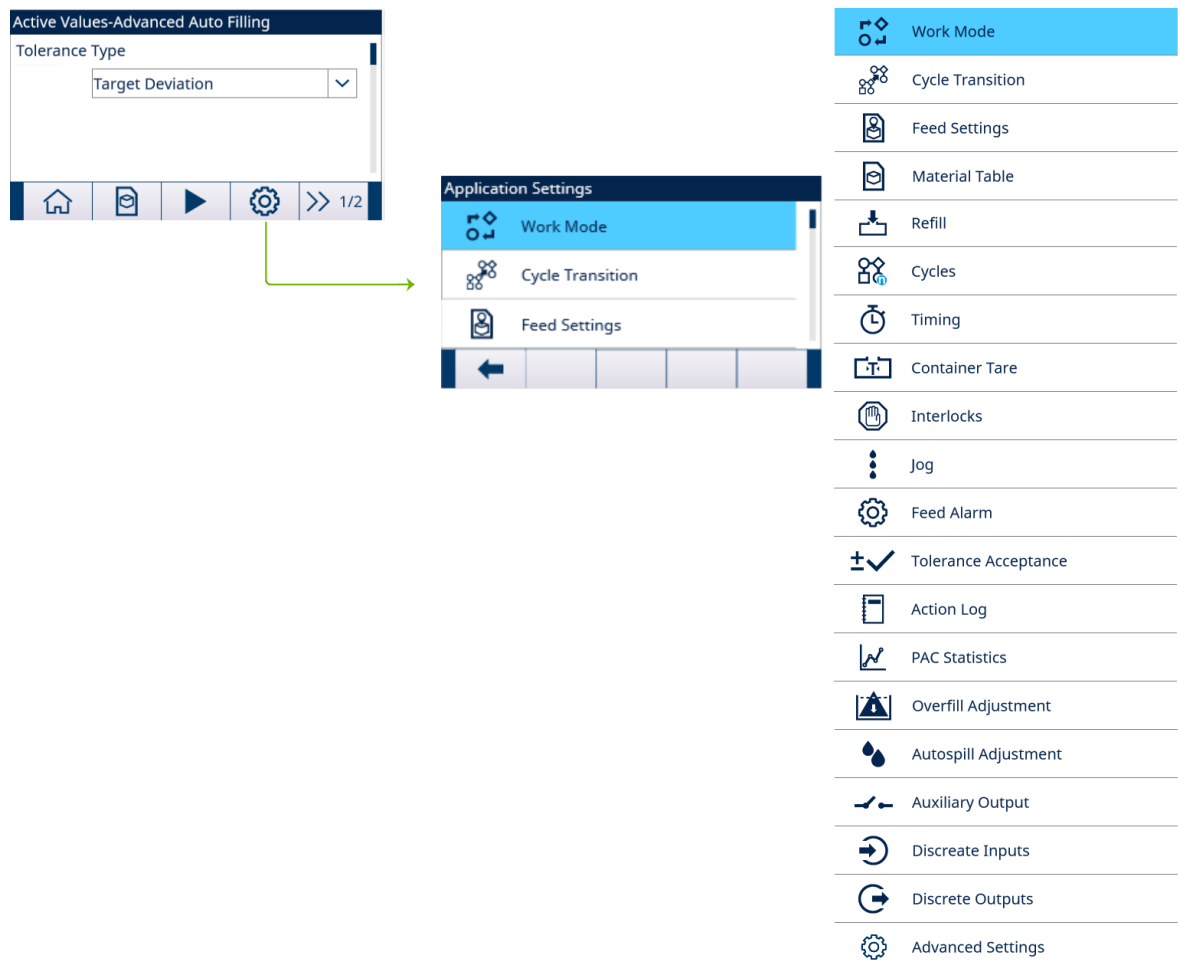 Active Values-Advanced Auto Filling
Tolerance Type
Target Deviation
1/2
Application Settings
Work Mode
Cycle Transition
Feed Settings
Work Mode
Cycle Transition
Feed Settings
Material Table
Refill
Cycles
Timing
T
Container Tare
Interlocks
Jog
Feed Alarm
Tolerance Acceptance
Action Log
PAC Statistics
Overfill Adjustment
Autospill Adjustment
Auxiliary Output
Discreate Inputs
Discrete Outputs
Advanced Settings